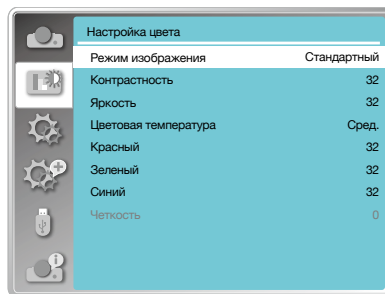 Настройка цвета
Режим изображения Стандартный
Контрастность 32
Яркость 32
Цветовая температура Сред.
Красный 32
Зеленый 32
Синий 32
Четкость 0